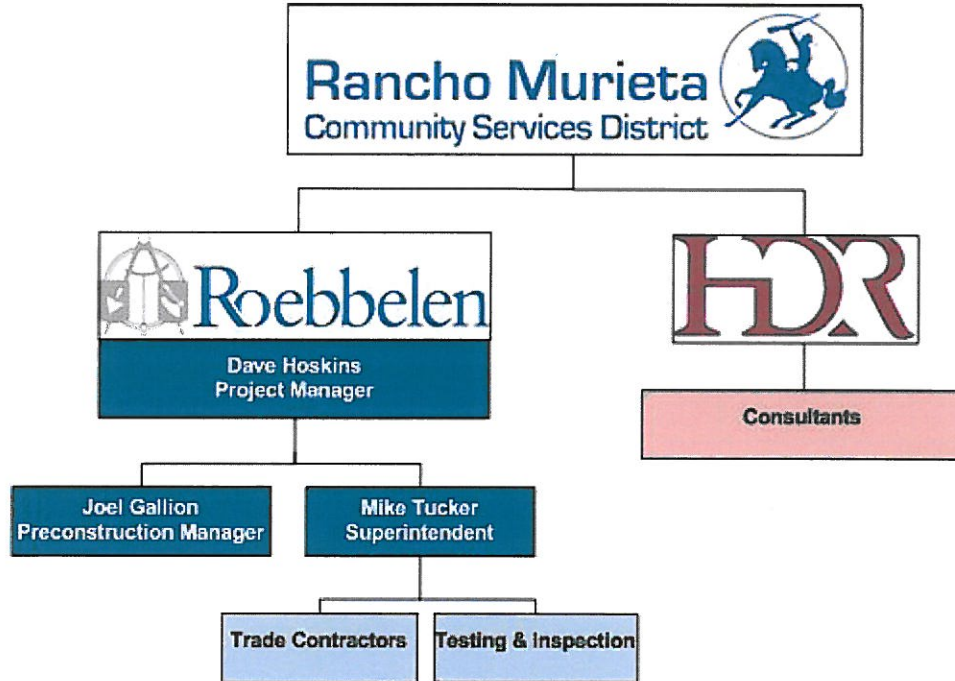 Rancho Murieta
Community Services District
Roebbelen
HDR
Dave Hoskins
Project Manager
Consultants
Joel Gallion
Preconstruction Manager
Mike Tucker
Superintendent
Trade Contractors
Testing & Inspection